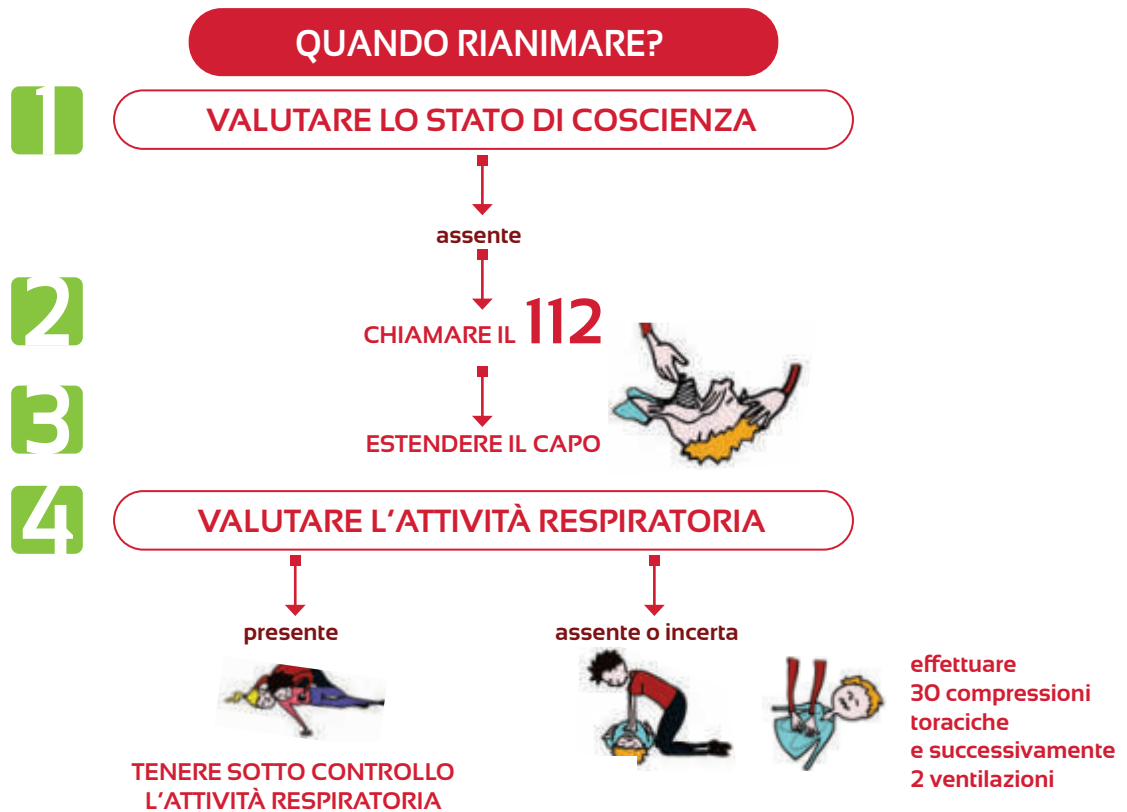 QUANDO RIANIMARE?
1
VALUTARE LO STATO DI COSCIENZA
assente
2
CHIAMARE IL 112
3
ESTENDERE IL CAPO
4
VALUTARE L'ATTIVITÀ RESPIRATORIA
presente
assente o incerta
effettuare
30 compressioni
toraciche
e successivamente
2 ventilazioni
TENERE SOTTO CONTROLLO
L'ATTIVITÀ RESPIRATORIA